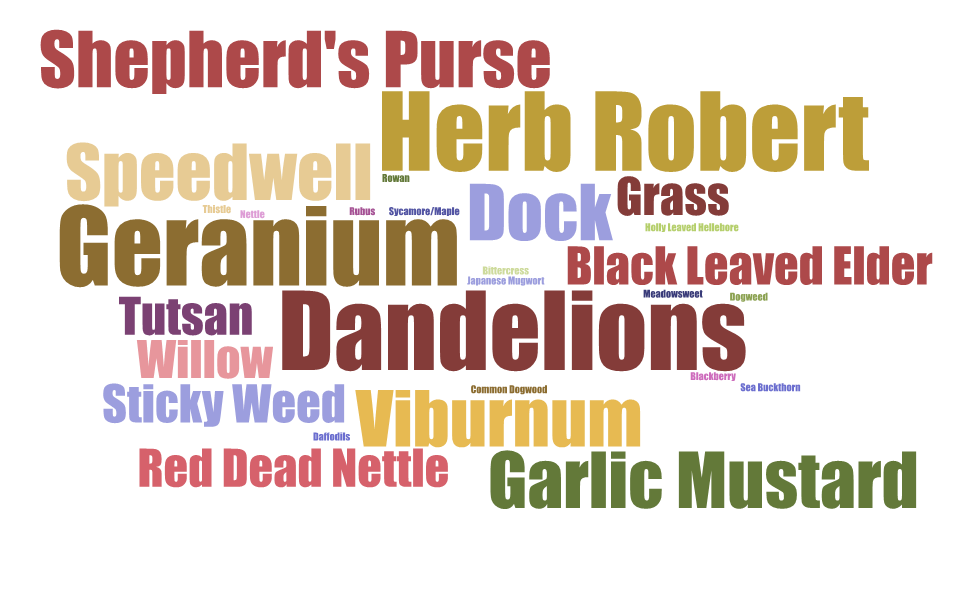 Shepherd's Purse
Herb Robert
Speedwell
Rowan
Dock
Grass
Thistle
Nettle
Rubus
Sycamore/Maple
Geranium
Holly Leaved Hellebore
Black Leaved Elder
Bittercress
Japanese Mugwort
Meadowsweet
Dogweed
Tutsan
Dandelions
Willow
Blackberry
Sea Buckthorn
Sticky Weed
Common Dogwood
Viburnum
Daffodils
Red Dead Nettle
Garlic Mustard